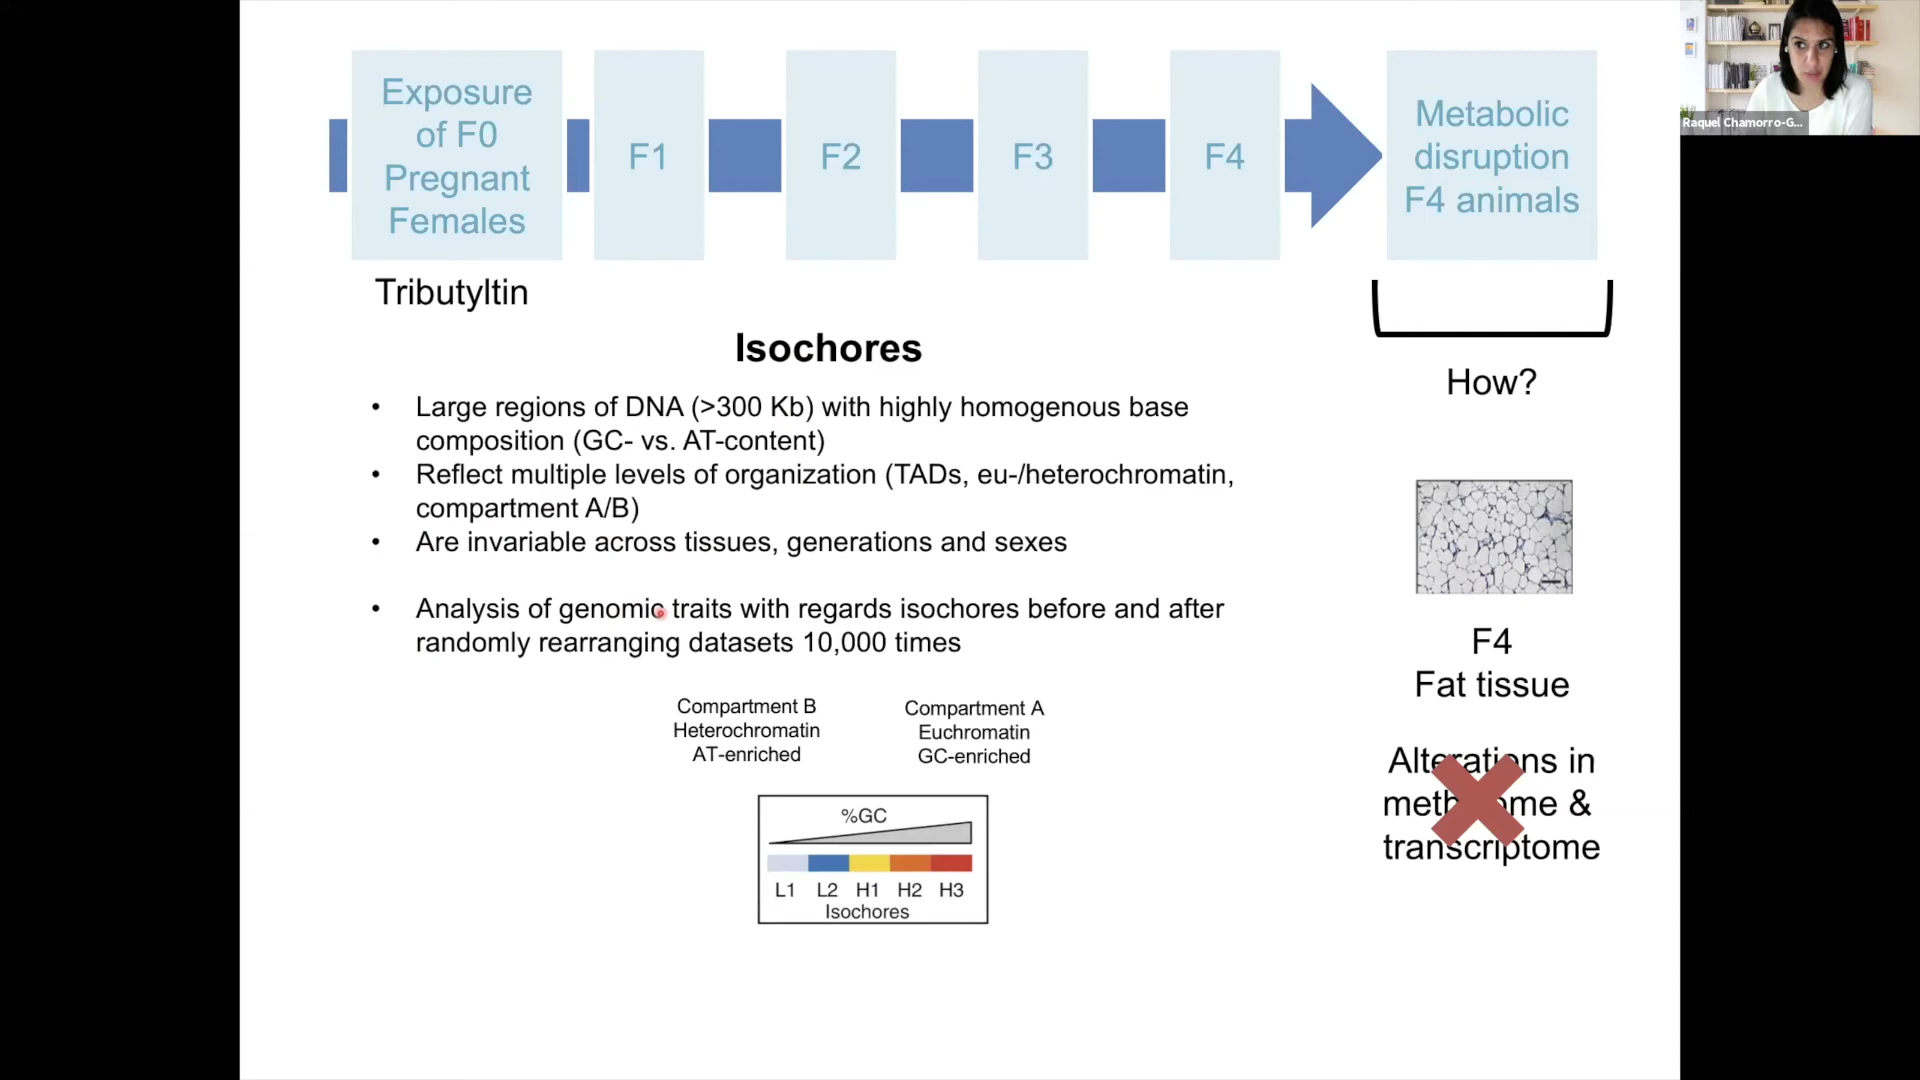 Exposure
of F0
Pregnant
Females
F1
F2
F3
F4
Metabolic
disruption
F4 animals
Raquel Chamorro-G...
Tributyltin
Isochores
• Large regions of DNA (>300 Kb) with highly homogenous base
composition (GC- vs. AT-content)
• Reflect multiple levels of organization (TADs, eu-/heterochromatin,
compartment A/B)
• Are invariable across tissues, generations and sexes
• Analysis of genomic traits with regards isochores before and after
randomly rearranging datasets 10,000 times
Compartment B
Heterochromatin
AT-enriched
Compartment A
Euchromatin
GC-enriched
%GC
L1 L2 H1 H2 H3
Isochores
How?
F4
Fat tissue
Alterations in
methylome &
transcriptome